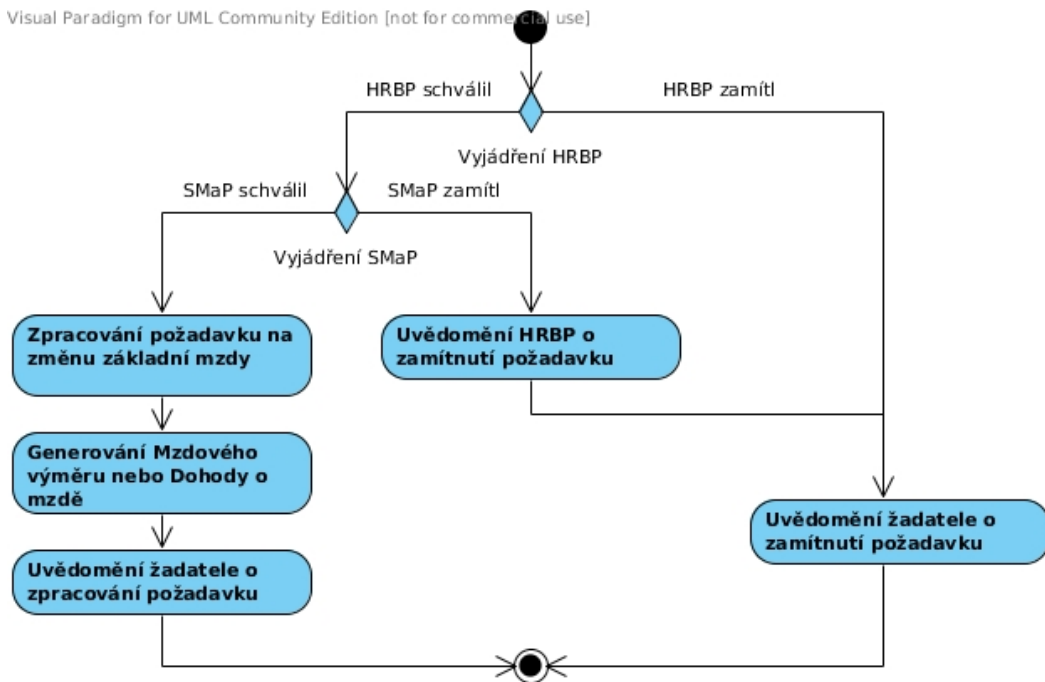 Visual Paradigm for UML Community Edition [not for commercial use]
HRBP schválil
HRBP zamítl
Vyjádření HRBP
SMaP schválil
SMaP zamítl
Vyjádření SMaP
Zpracování požadavku na
změnu základní mzdy
Uvědomění HRBP o
zamítnutí požadavku
Generování Mzdového
výměru nebo Dohody o
mzdě
Uvědomění žadatele o
zamítnutí požadavku
Uvědomění žadatele o
zpracování požadavku